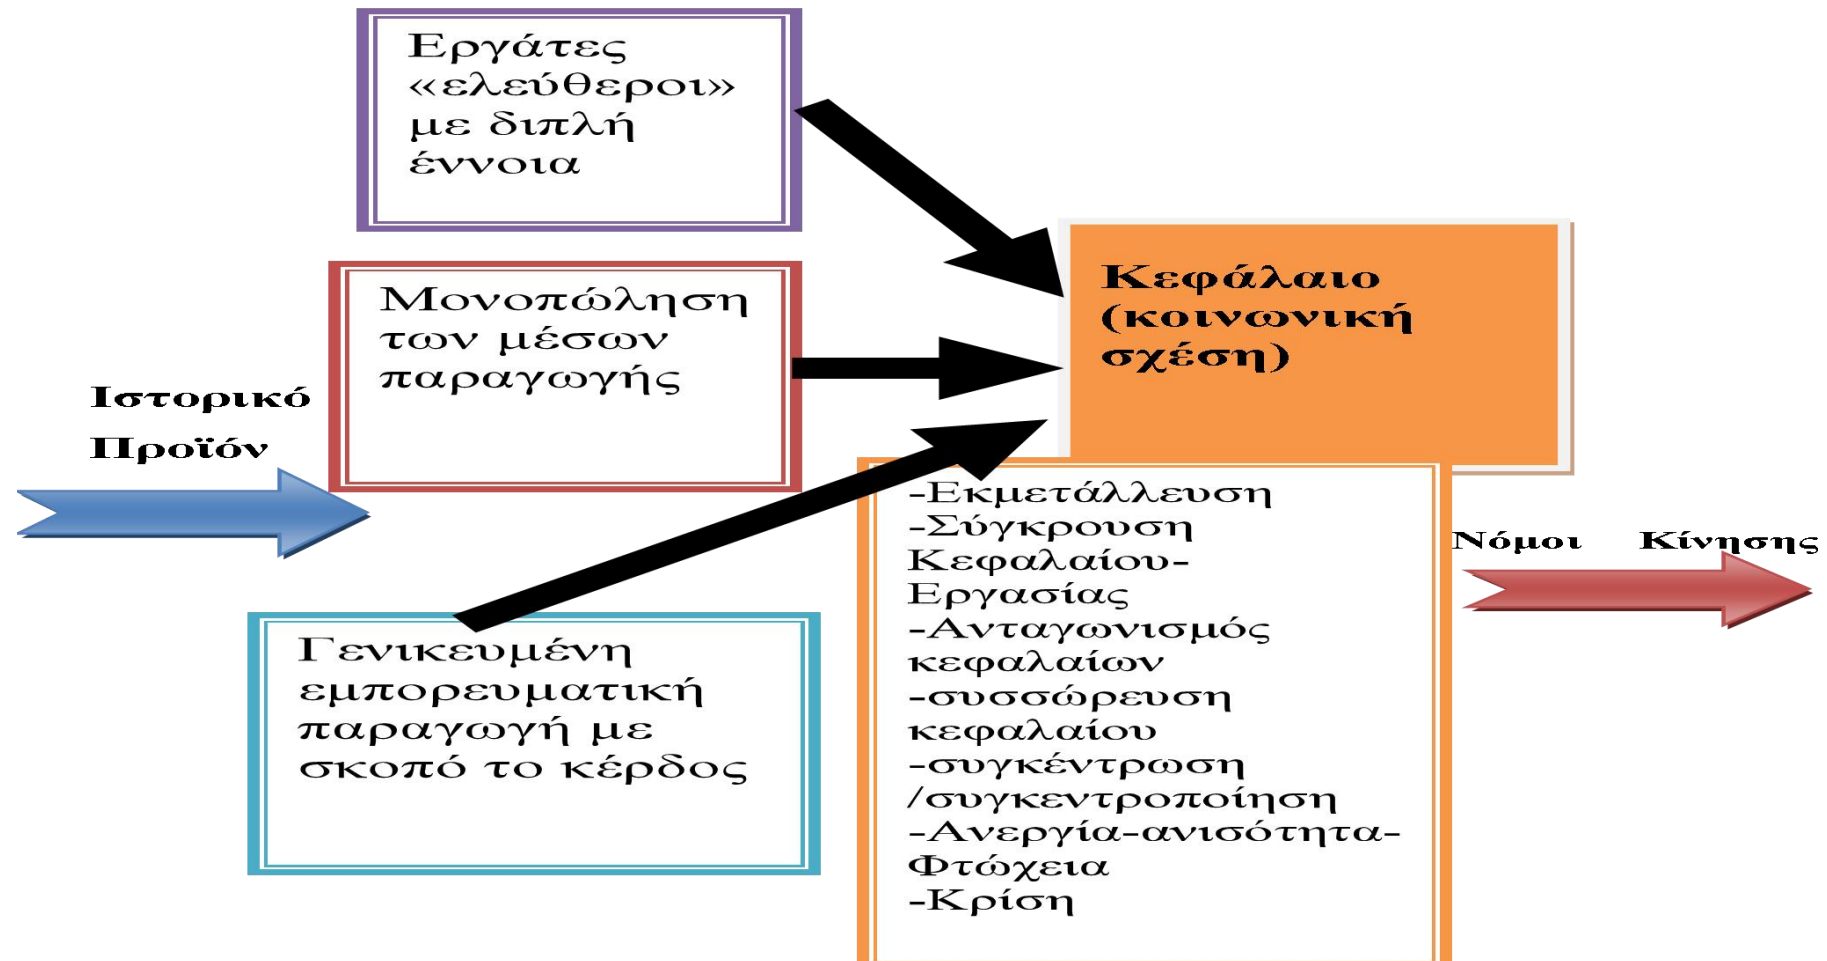 Εργάτες
«ελεύθεροι»
με διπλή
έννοια
Μονοπώληση
των μέσων
παραγωγής
Ιστορικό
Προϊόν
Γενικευμένη
εμπορευματική
παραγωγή με
σκοπό το κέρδος
Κεφάλαιο
(κοινωνική
σχέση)
-Εκμετάλλευση
-Σύγκρουση
Κεφαλαίου-
Εργασίας
-Ανταγωνισμός
κεφαλαίων
-συσσώρευση
κεφαλαίου
-συγκέντρωση
/συγκεντροποίηση
-Ανεργία-ανισότητα-
Φτώχεια
-Κρίση
Νόμοι Κίνησης